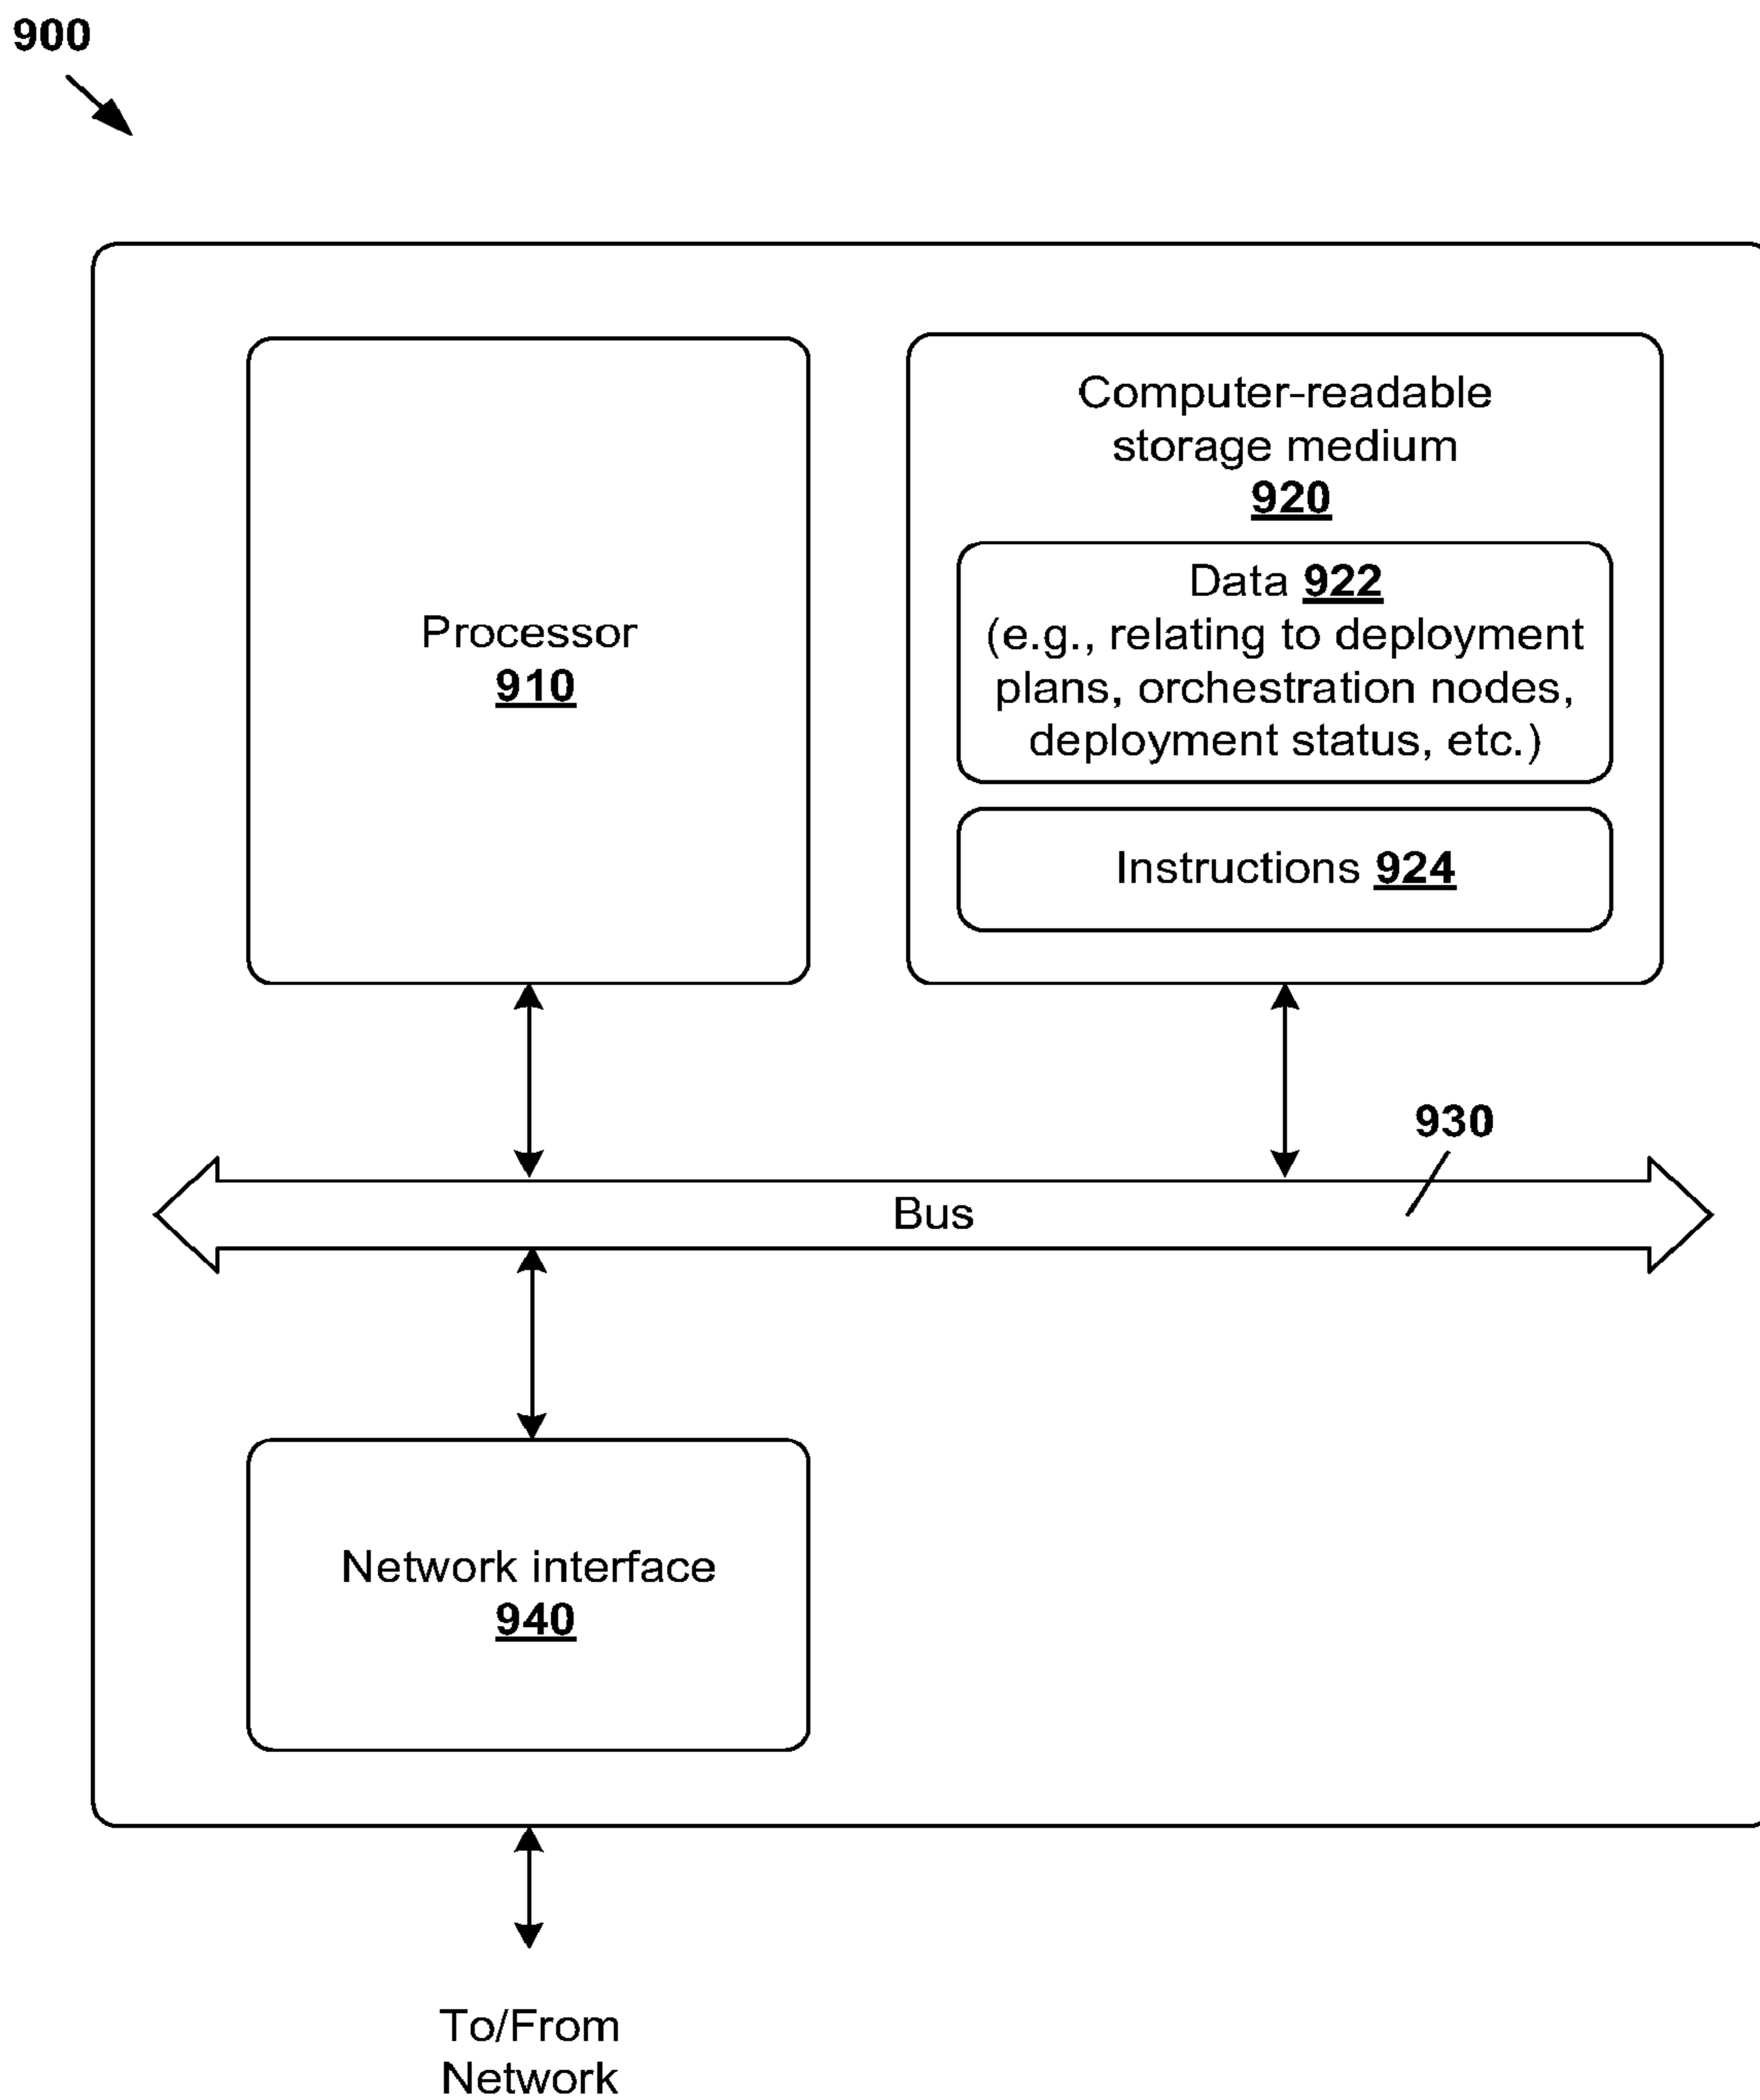 900
Processor
910
Computer-readable
storage medium
920
Data 922
(e.g., relating to deployment
plans, orchestration nodes,
deployment status, etc.)
Instructions 924
930
Bus
Network interface
940
To/From
Network